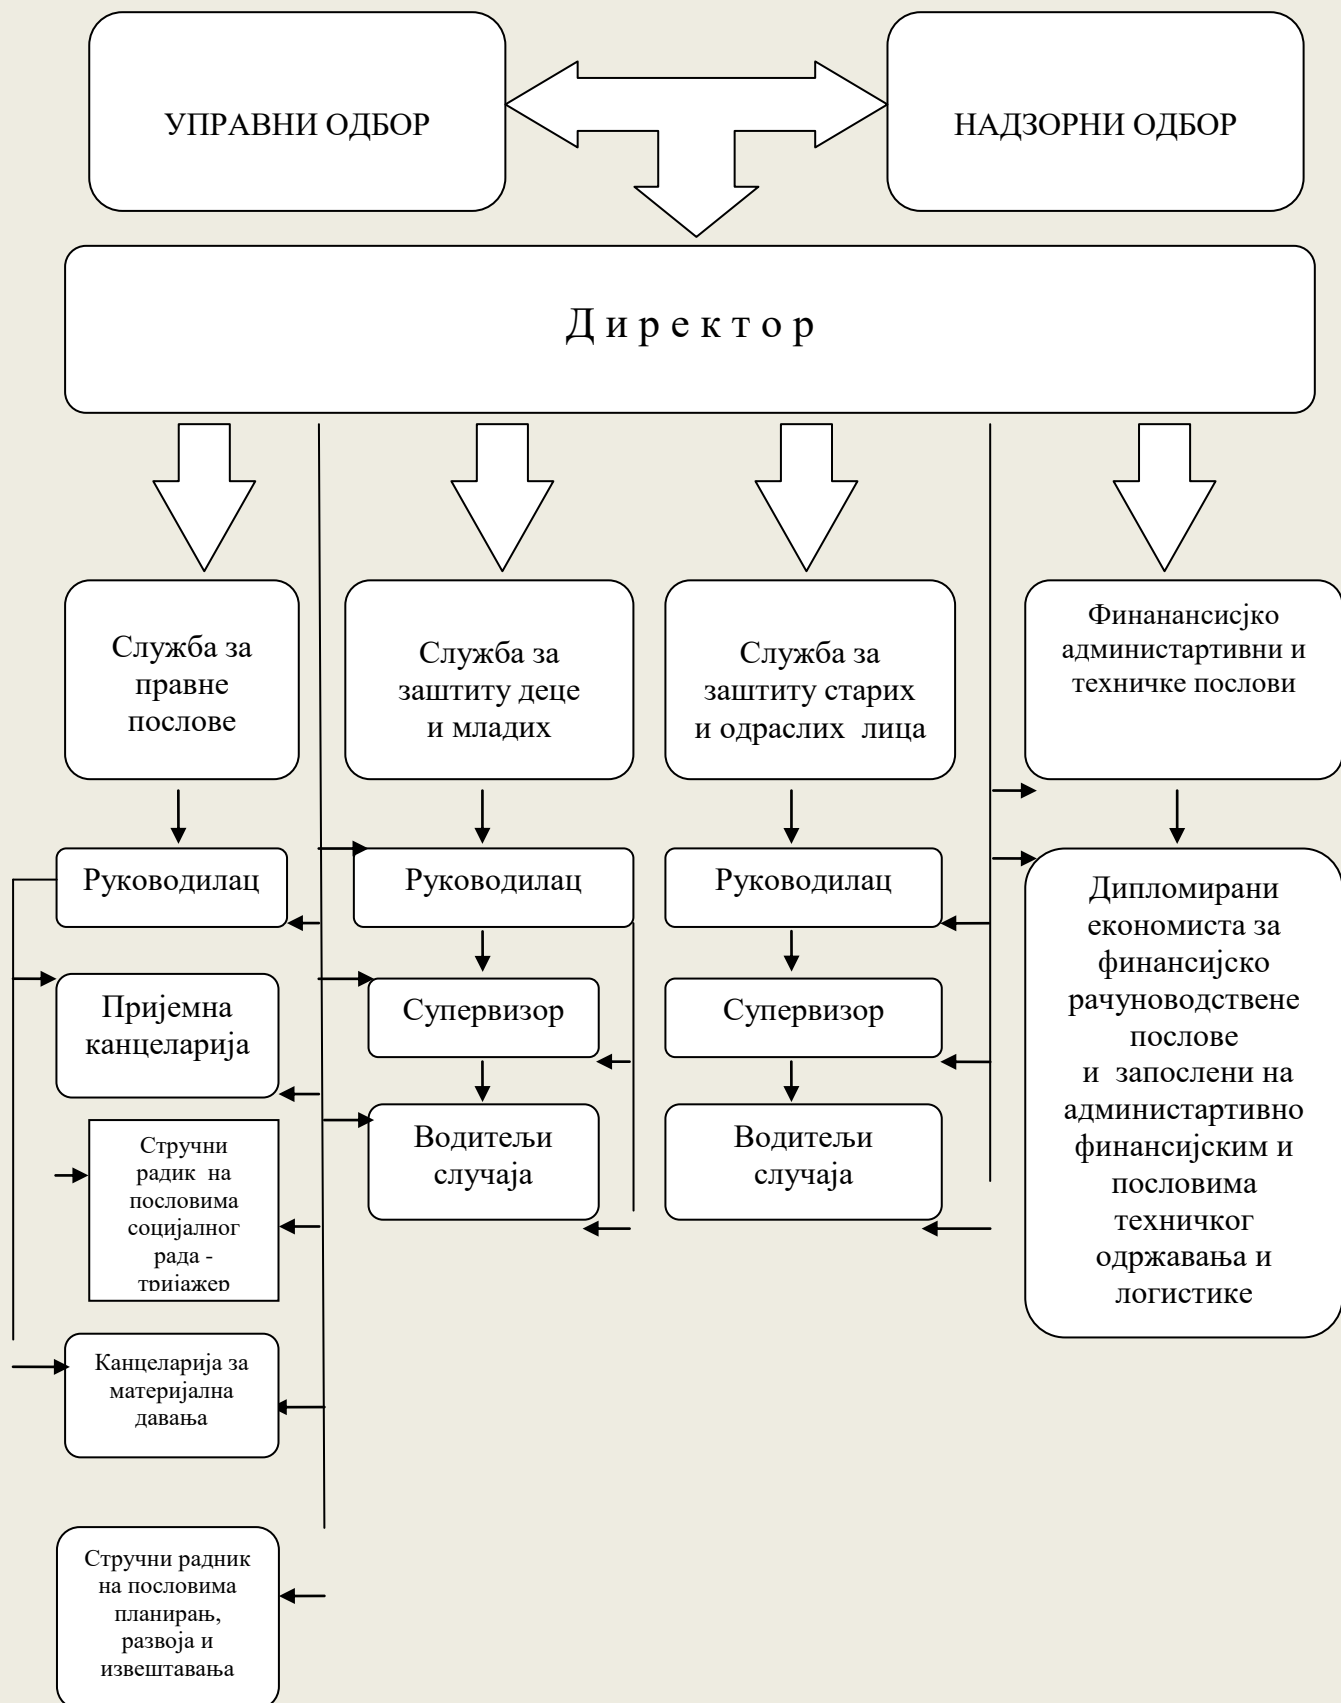 УПРАВНИ ОДБОР
НАДЗОРНИ ОДБОР
Д и р е к т о р
Служба за
правне
послове
Служба за
заштиту деце
и младих
Служба за
заштиту старих
и одраслих  лица
Финанансисјко
администартивни и
техничке послови
Руководилац
Руководилац
Руководилац
Дипломирани
економиста за
финансијско
рачуноводствене
послове
и  запослени на
администартивно
финансијским и
пословима
техничког
одржавања и
логистике
Пријемна
канцеларија
Супервизор
Супервизор
Стручни
радик  на
пословима
социјалног
рада -
тријажер
Водитељи
случаја
Водитељи
случаја
Канцеларија за
материјална
давања
Стручни радник
на пословима
планирањ,
развоја и
извештавања